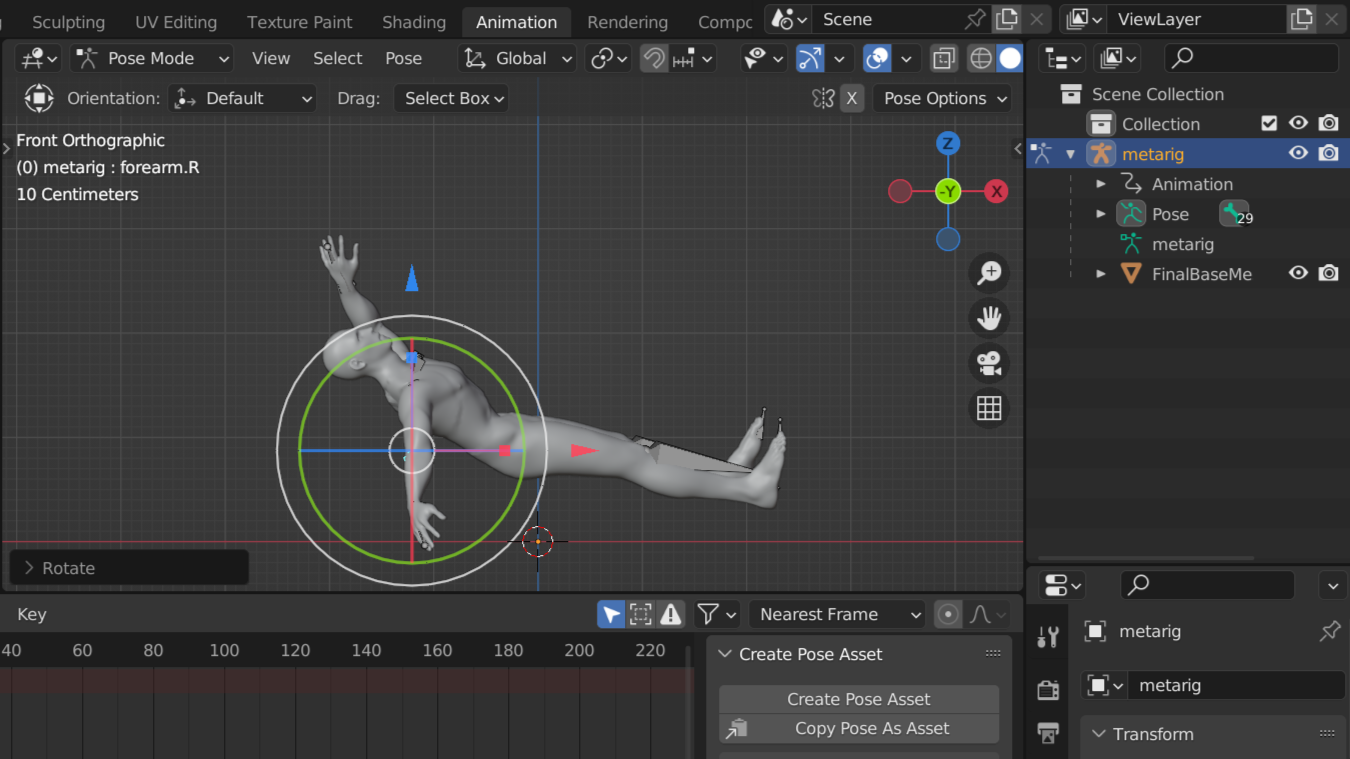 Sculpting UV Editing Texture Paint Shading Animation Rendering Compc Scene ViewLayer
Pose Mode View Select Pose Global
Orientation: Default Drag: Select Box X Pose Options
Front Orthographic
(0) metarig : forearm.R
10 Centimeters
Z
-Y X
Rotate
Scene Collection
Collection
metarig
Animation
Pose 29
metarig
FinalBaseMe
Key Nearest Frame
40 60 80 100 120 140 160 180 200 220
Create Pose Asset
Create Pose Asset
Copy Pose As Asset
metarig
metarig
Transform